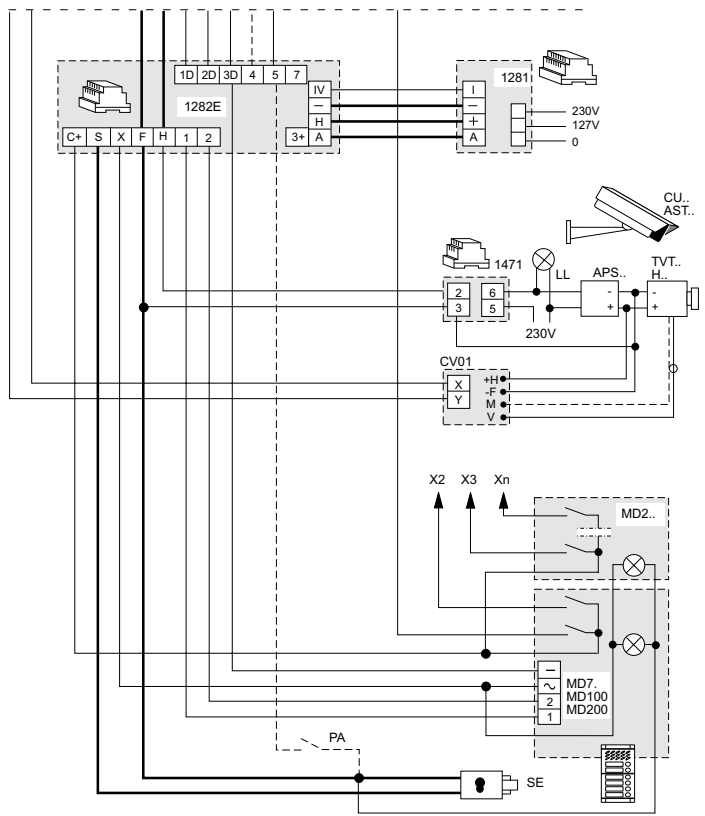 1D 2D 3D 4 5 7
1282E
IV
–
H
3+ A
C+ S X F H 1 2
1281
I
–
+
A
230V
127V
0
CU..
AST..
1471
2 6
3 5
LL
230V
APS..
-
+
TVT..
H..
-
+
CV01
X
Y
+H
-F
M
V
X2 X3 Xn
MD2..
–
~
2
1
MD7.
MD100
MD200
PA
SE